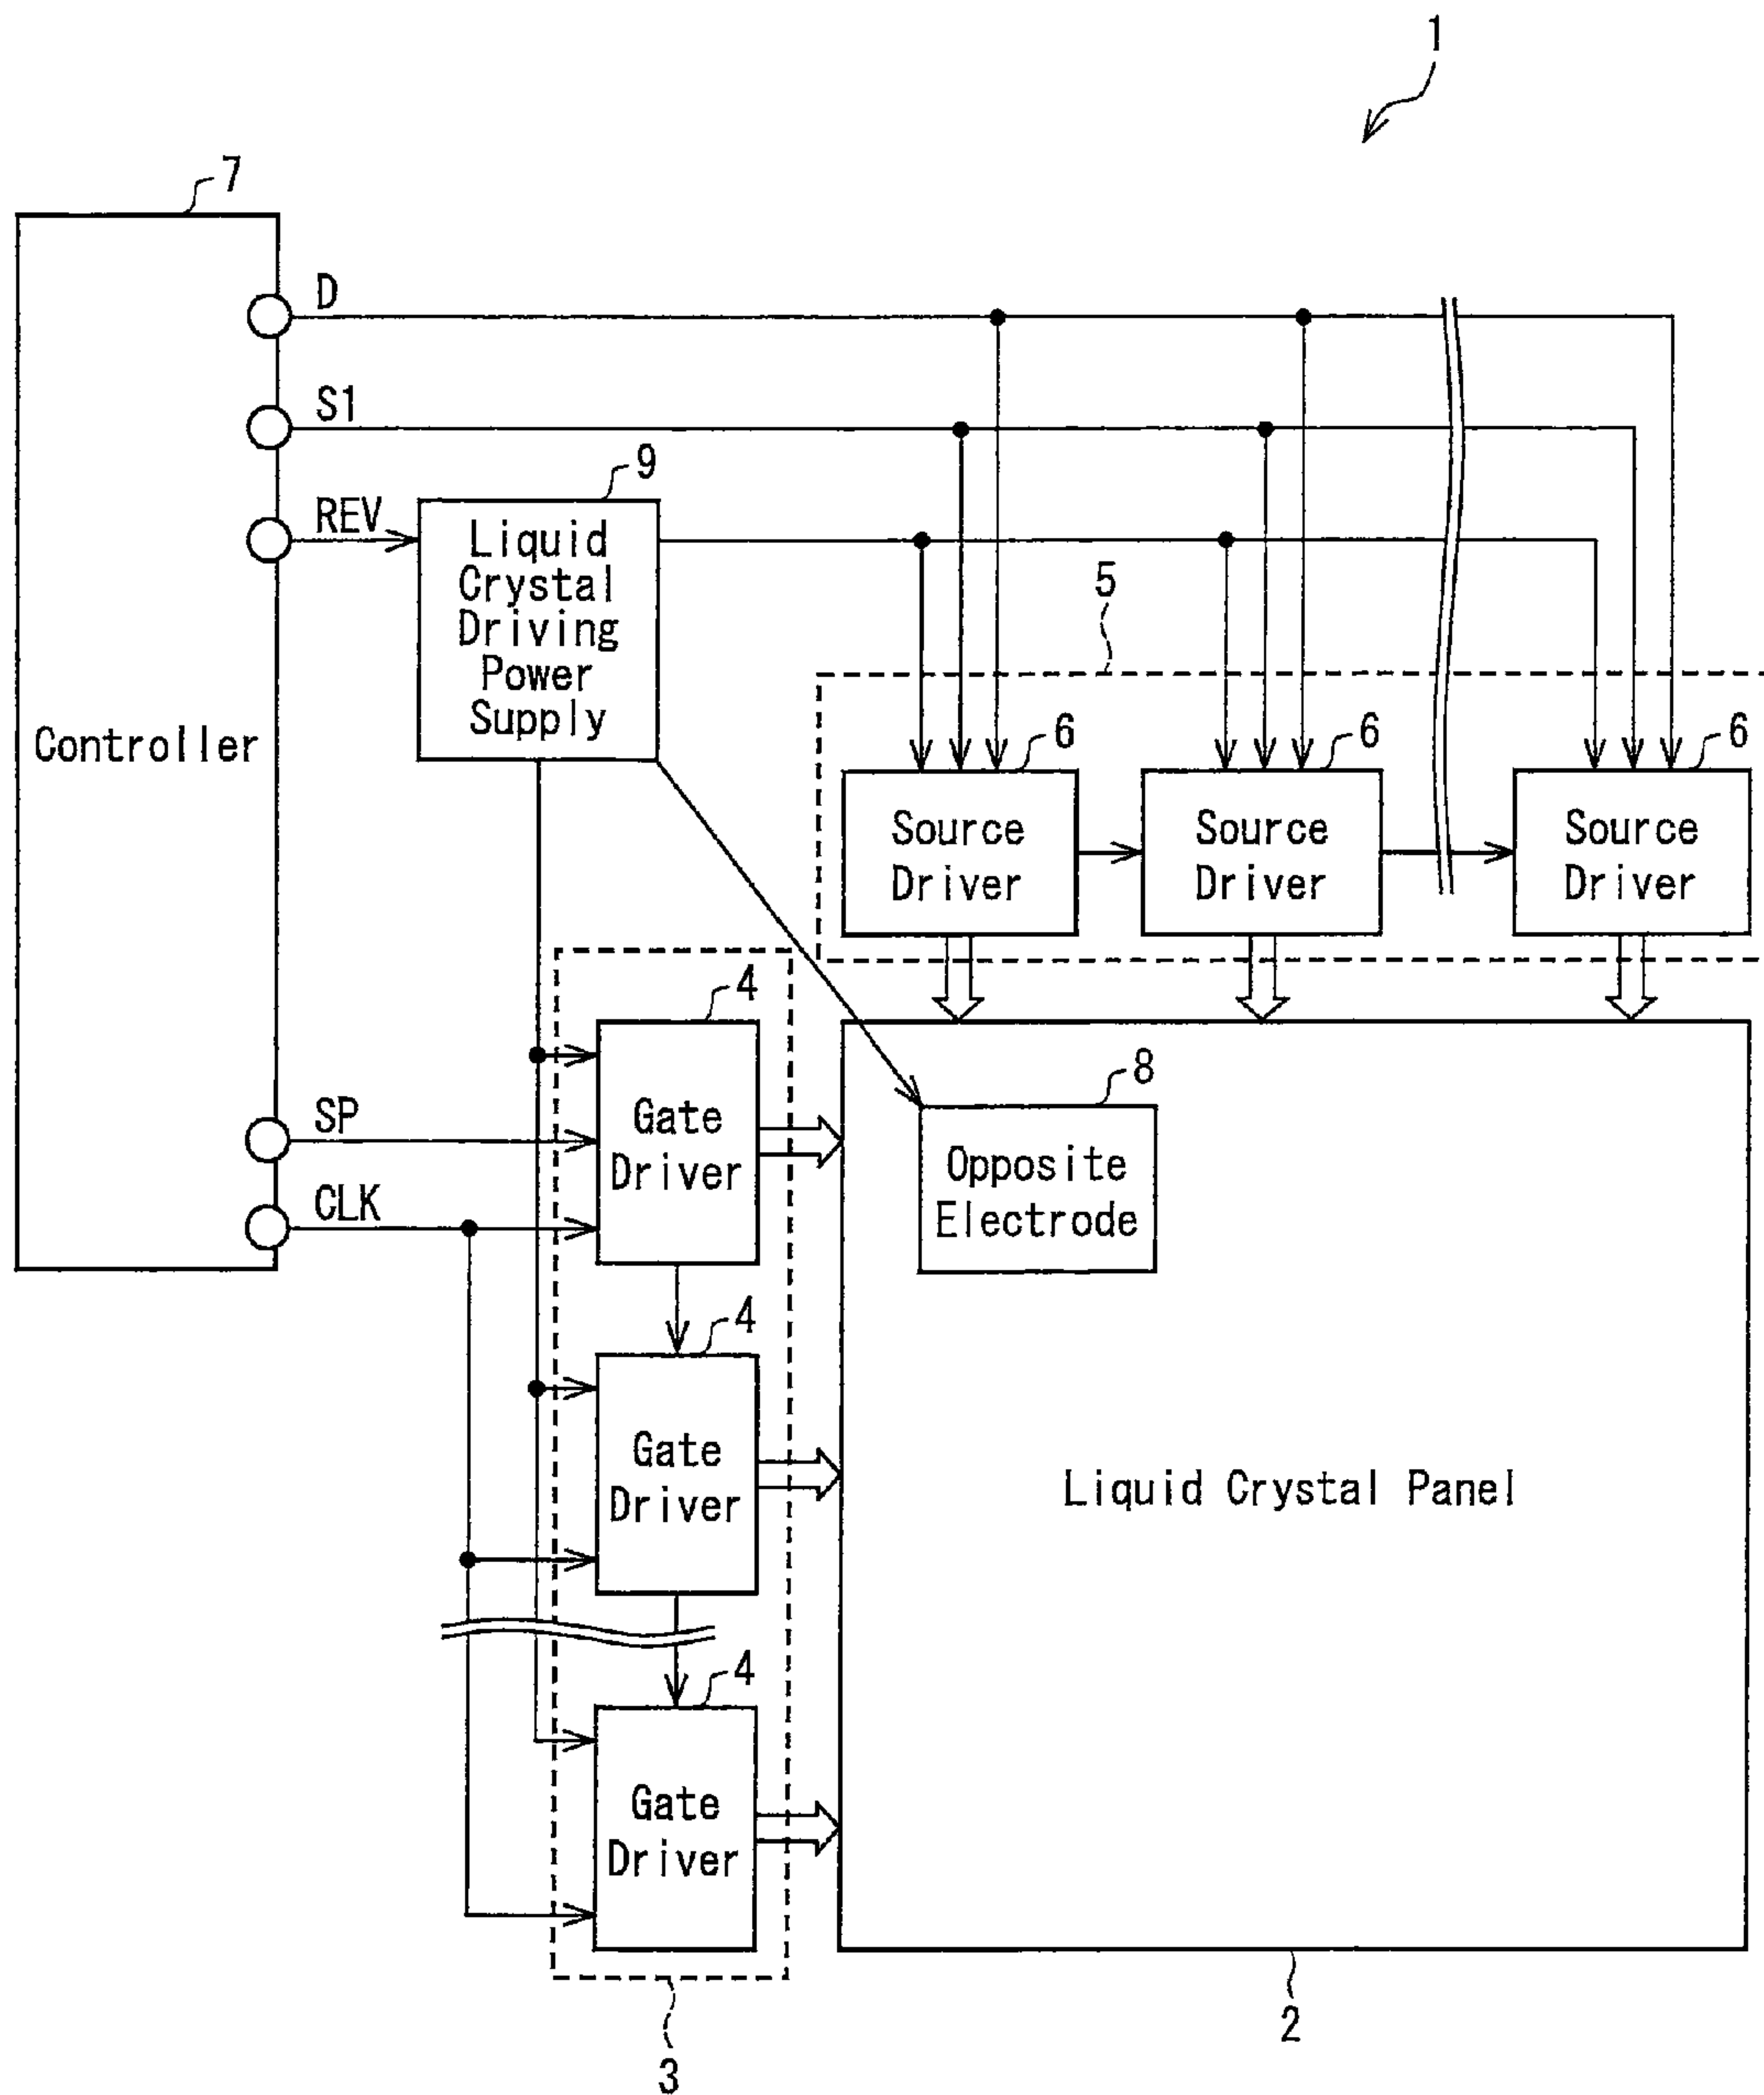 1
7
D
S1
9
REV
Liquid
Crystal
Driving
Power
Supply
5
Controller
6
6
6
Source
Driver
Source
Driver
Source
Driver
4
8
SP
Gate
Driver
Opposite
Electrode
CLK
4
Gate
Driver
Liquid Crystal Panel
4
Gate
Driver
2
3